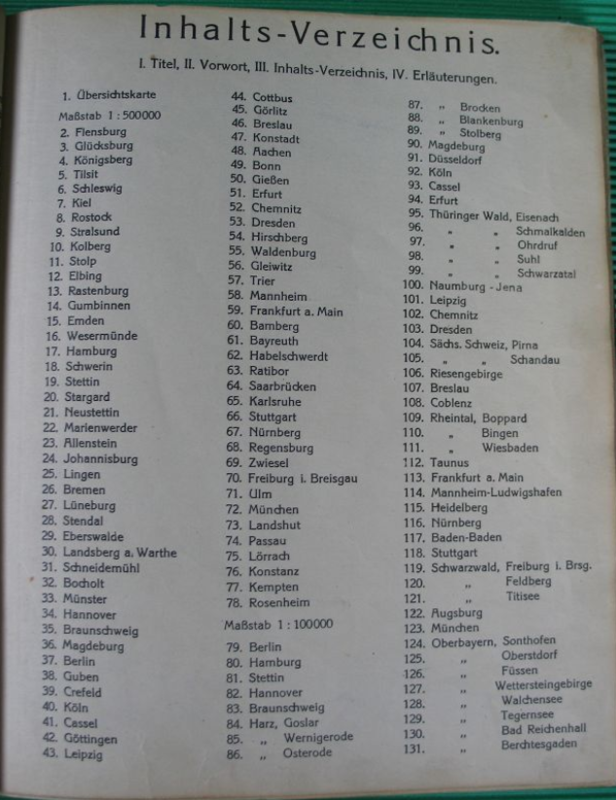 Inhalts-Verzeichnis.
I. Titel, II. Vorwort, III. Inhalts-Verzeichnis, IV. Erläuterungen.
1. Übersichtskarte
Maßstab 1:500000
2. Flensburg
3. Glücksburg
4. Königsberg
5. Tilsit
6. Schleswig
7. Kiel
8. Rostock
9. Stralsund
10. Kolberg
11. Stolp
12. Elbing
13. Rastenburg
14. Gumbinnen
15. Emden
16. Wesermünde
17. Hamburg
18. Schwerin
19. Stettin
20. Stargard
21. Neustettin
22. Marienwerder
23. Allenstein
24. Johannisburg
25. Lingen
26. Bremen
27. Lüneburg
28. Stendal
29. Eberswalde
30. Landsberg a. Warthe
31. Schneidemühl
32. Bocholt
33. Münster
34. Hannover
35. Braunschweig
36. Magdeburg
37. Berlin
38. Guben
39. Crefeld
40. Köln
41. Cassel
42. Göttingen
43. Leipzig
44. Cottbus
45. Görlitz
46. Breslau
47. Konstadt
48. Aachen
49. Bonn
50. Gießen
51. Erfurt
52. Chemnitz
53. Dresden
54. Hirschberg
55. Waldenburg
56. Gleiwitz
57. Trier
58. Mannheim
59. Frankfurt a. Main
60. Bamberg
61. Bayreuth
62. Habelschwerdt
63. Ratibor
64. Saarbrücken
65. Karlsruhe
66. Stuttgart
67. Nürnberg
68. Regensburg
69. Zwiesel
70. Freiburg i. Breisgau
71. Ulm
72. München
73. Landshut
74. Passau
75. Lörrach
76. Konstanz
77. Kempten
78. Rosenheim
Maßstab 1:100000
79. Berlin
80. Hamburg
81. Stettin
82. Hannover
83. Braunschweig
84. Harz, Goslar
85. „ Wernigerode
86. „ Osterode
87. „ Brocken
88. „ Blankenburg
89. „ Stolberg
90. Magdeburg
91. Düsseldorf
92. Köln
93. Cassel
94. Erfurt
95. Thüringer Wald, Eisenach
96. „ „ Schmalkalden
97. „ „ Ohrdruf
98. „ „ Suhl
99. „ „ Schwarzatal
100. Naumburg - Jena
101. Leipzig
102. Chemnitz
103. Dresden
104. Sächs. Schweiz, Pirna
105. „ „ Schandau
106. Riesengebirge
107. Breslau
108. Coblenz
109. Rheintal, Boppard
110. „ Bingen
111. „ Wiesbaden
112. Taunus
113. Frankfurt a. Main
114. Mannheim-Ludwigshafen
115. Heidelberg
116. Nürnberg
117. Baden-Baden
118. Stuttgart
119. Schwarzwald, Freiburg i. Brsg.
120. „ Feldberg
121. „ Titisee
122. Augsburg
123. München
124. Oberbayern, Sonthofen
125. „ Oberstdorf
126. „ Füssen
127. „ Wettersteingebirge
128. „ Walchensee
129. „ Tegernsee
130. „ Bad Reichenhall
131. „ Berchtesgaden